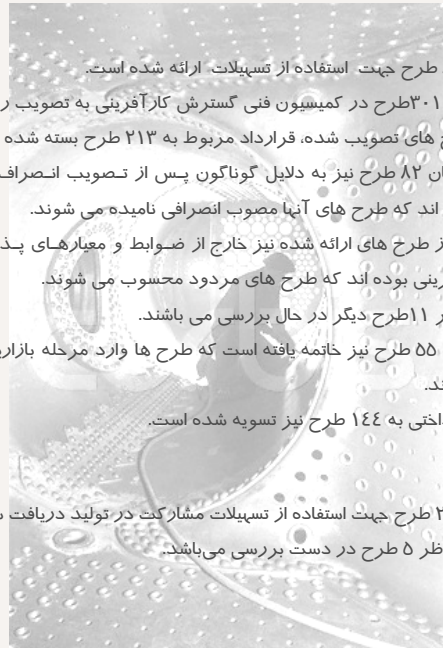 طرح جهت استفاده از تسهیلات ارائه شده است.
۳۰۱طرح در کمیسیون فنی گسترش کارآفرینی به تصویب ر
های تصویب شده، قرارداد مربوط به ۲۱۳ طرح بسته شده
ان ۸۲ طرح نیز به دلایل گوناگون پس از تصویب انصراف
اند که طرح های آنها مصوب انصرافی نامیده می شوند.
از طرح های ارائه شده نیز خارج از ضوابط و معیارهای پذ
رینی بوده اند که طرح های مردود محسوب می شوند.
ر ۱۱طرح دیگر در حال بررسی می باشند.
۵۵ طرح نیز خاتمه یافته است که طرح ها وارد مرحله بازاری
ند.
داختی به ۱٤٤ طرح نیز تسویه شده است.
۲ طرح جهت استفاده از تسهیلات مشارکت در تولید دریافت ش
ظر ۵ طرح در دست بررسی می‌باشد.